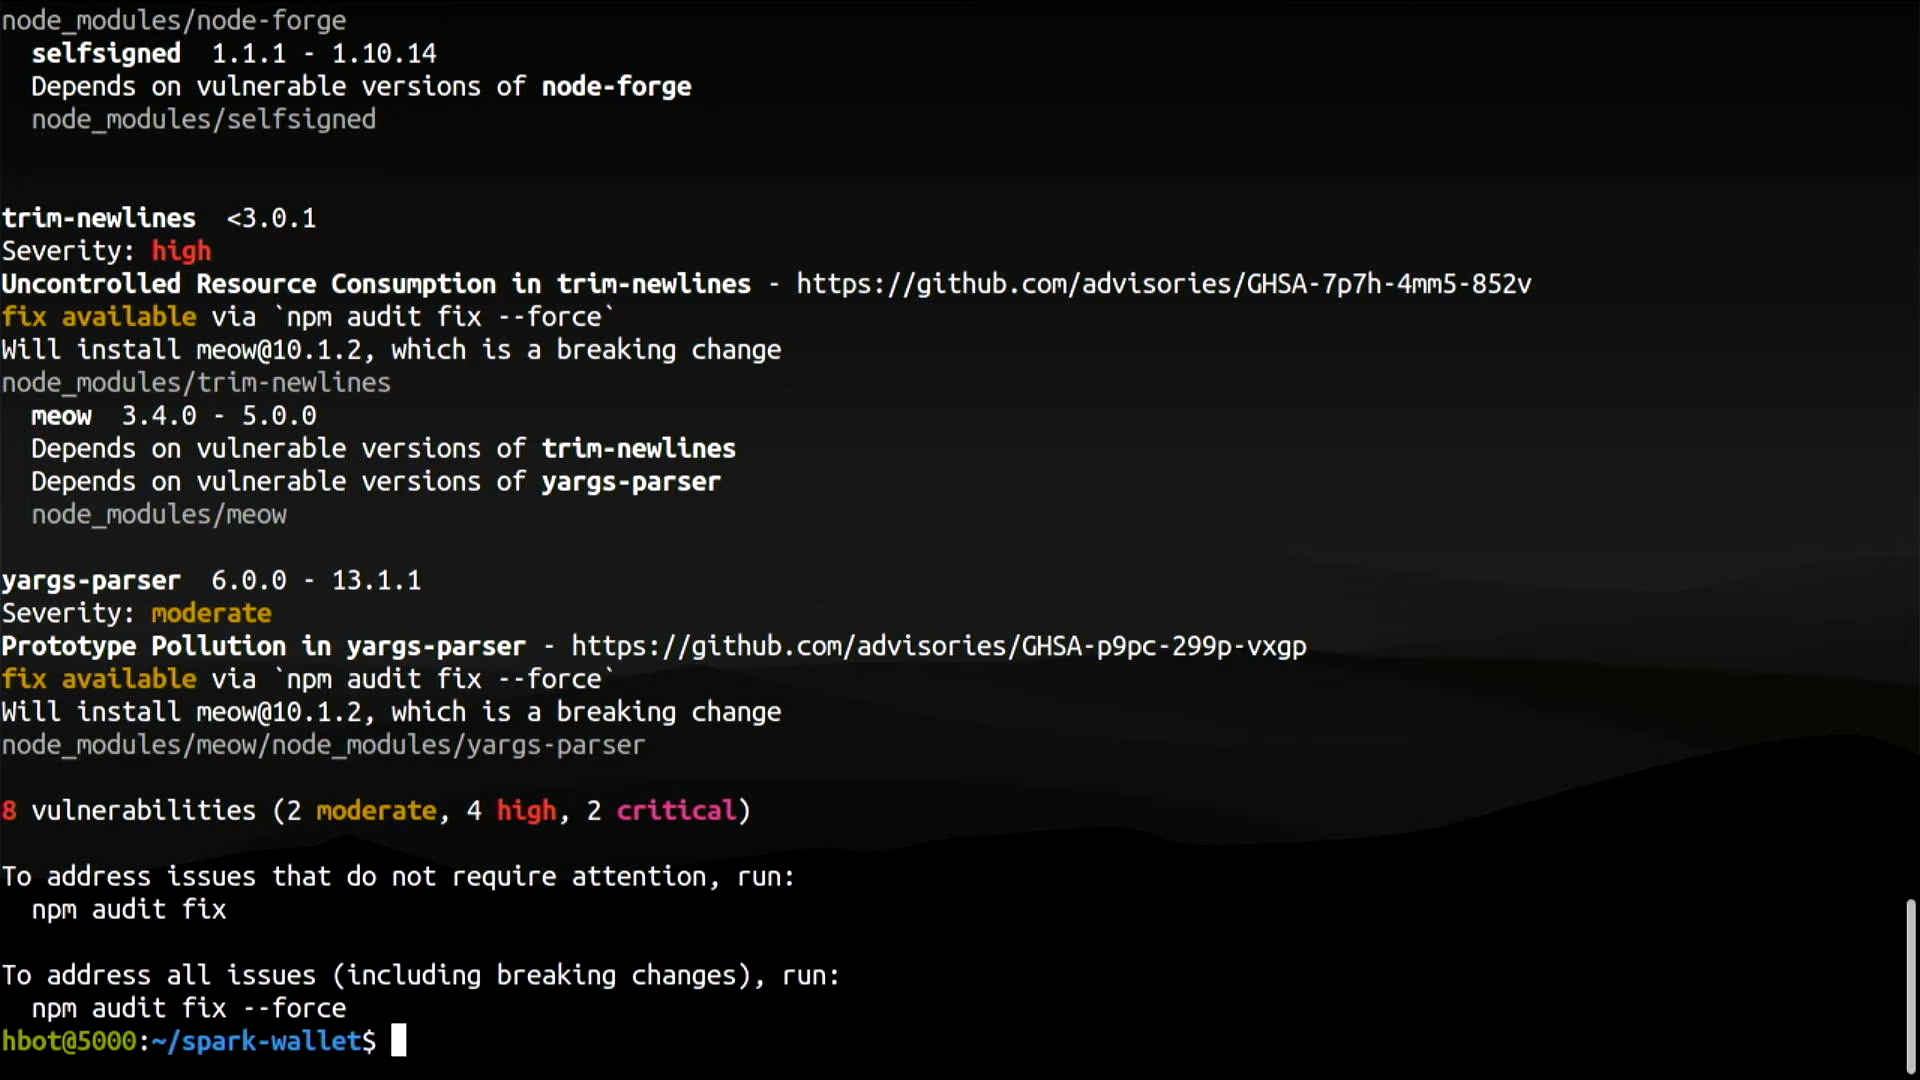 node_modules/node-forge
  selfsigned  1.1.1 - 1.10.14
  Depends on vulnerable versions of node-forge
  node_modules/selfsigned

trim-newlines  <3.0.1
Severity: high
Uncontrolled Resource Consumption in trim-newlines - https://github.com/advisories/GHSA-7p7h-4mm5-852v
fix available via `npm audit fix --force`
Will install meow@10.1.2, which is a breaking change
node_modules/trim-newlines
  meow  3.4.0 - 5.0.0
  Depends on vulnerable versions of trim-newlines
  Depends on vulnerable versions of yargs-parser
  node_modules/meow

yargs-parser  6.0.0 - 13.1.1
Severity: moderate
Prototype Pollution in yargs-parser - https://github.com/advisories/GHSA-p9pc-299p-vxgp
fix available via `npm audit fix --force`
Will install meow@10.1.2, which is a breaking change
node_modules/meow/node_modules/yargs-parser

8 vulnerabilities (2 moderate, 4 high, 2 critical)

To address issues that do not require attention, run:
  npm audit fix

To address all issues (including breaking changes), run:
  npm audit fix --force
hbot@5000:~/spark-wallet$